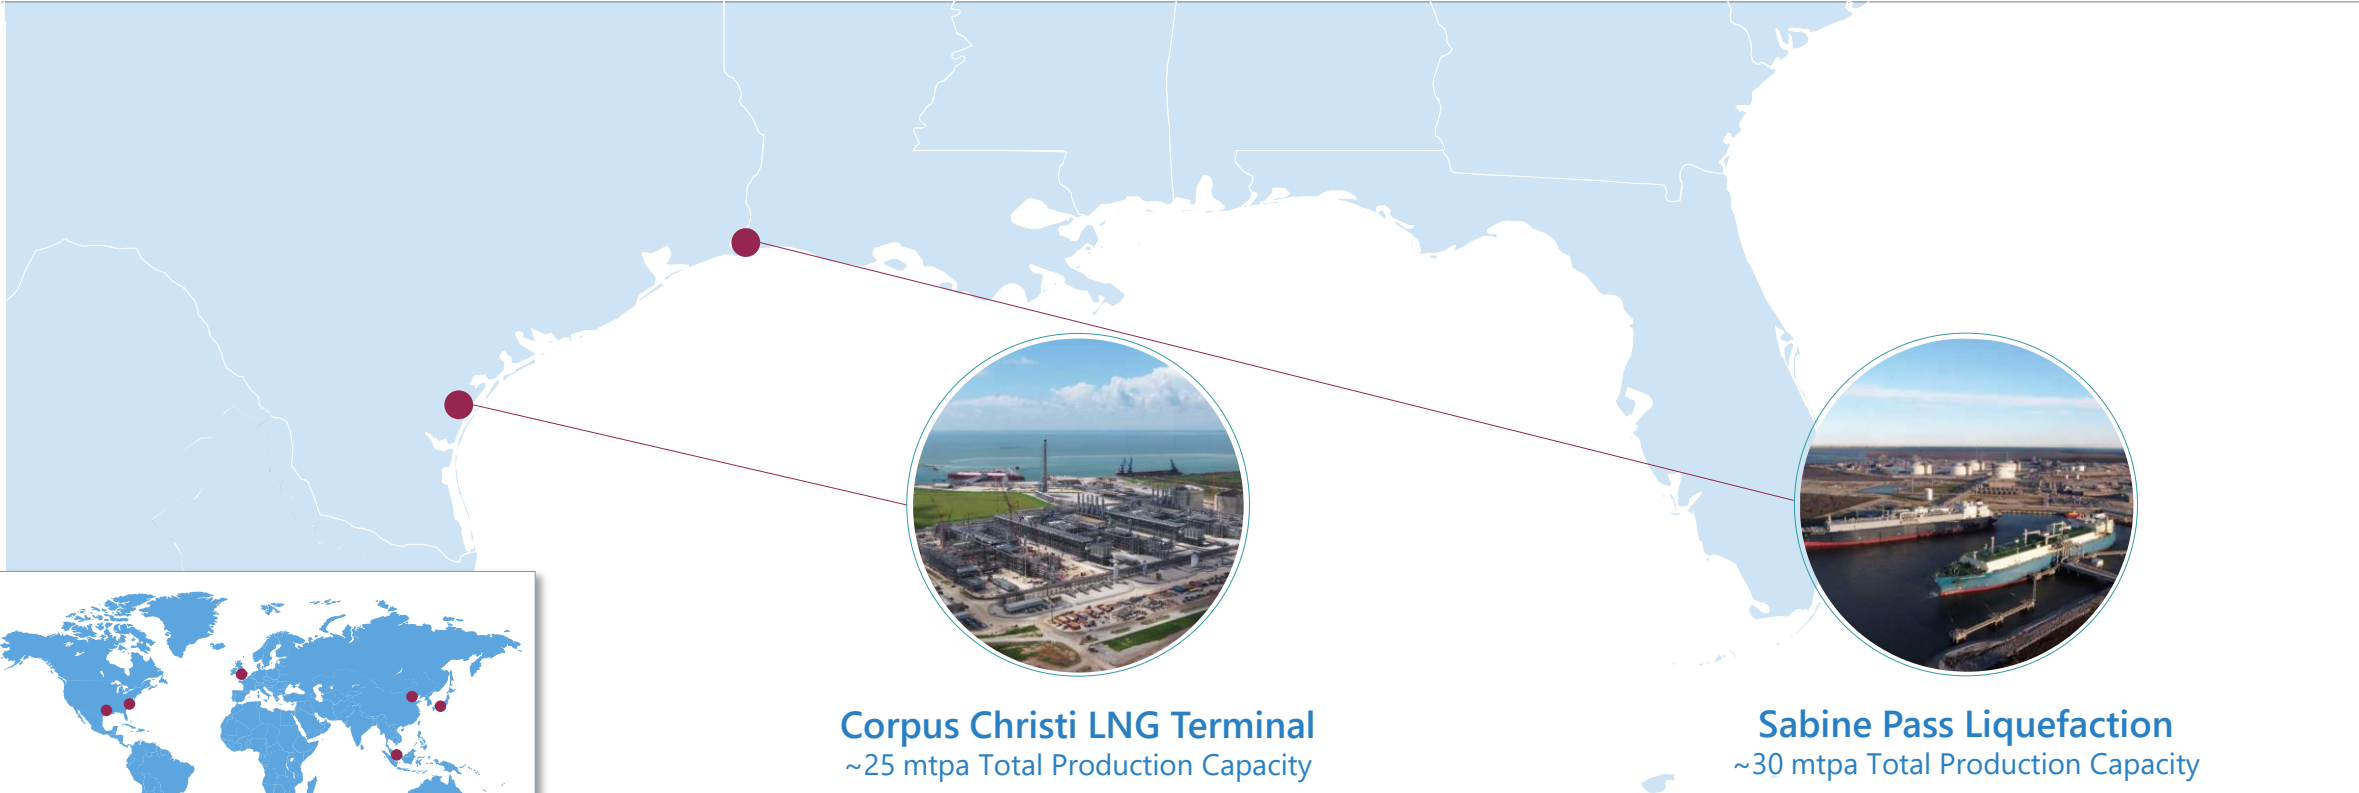 Corpus Christi LNG Terminal
~25 mtpa Total Production Capacity
Sabine Pass Liquefaction
~30 mtpa Total Production Capacity